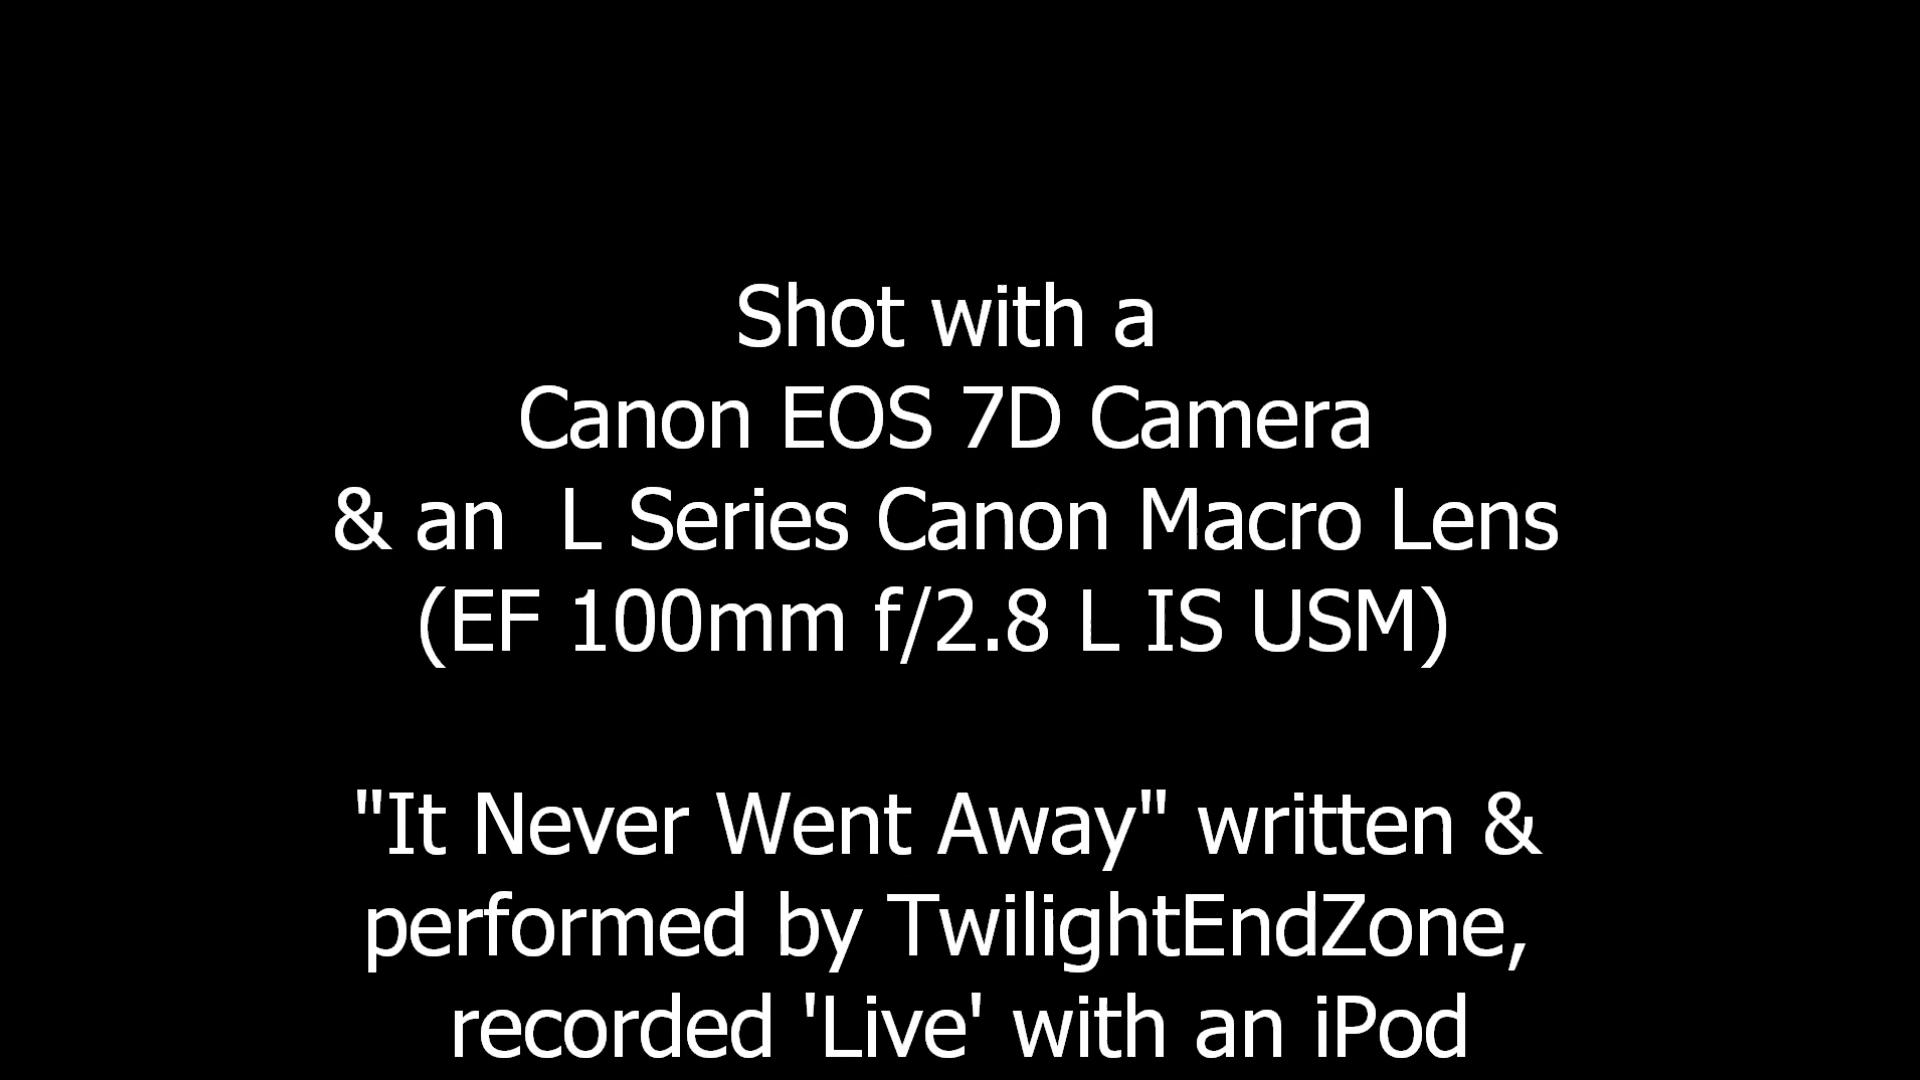 Shot with a
Canon EOS 7D Camera
& an  L Series Canon Macro Lens
(EF 100mm f/2.8 L IS USM)
"It Never Went Away" written &
performed by TwilightEndZone,
recorded 'Live' with an iPod